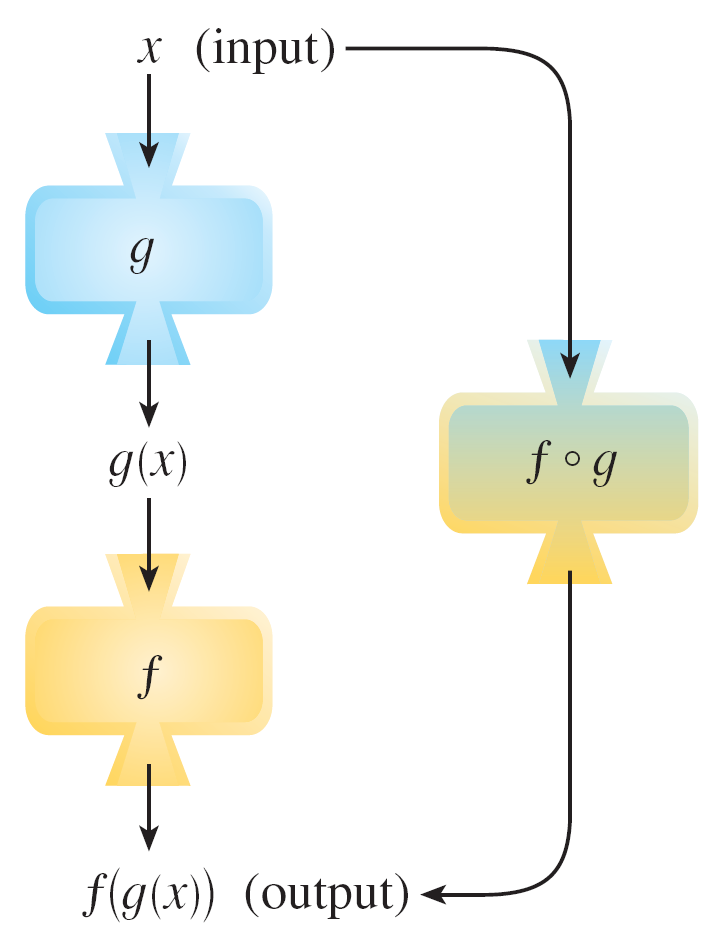 x (input)
g
g(x)
f ∘ g
f
f(g(x)) (output)